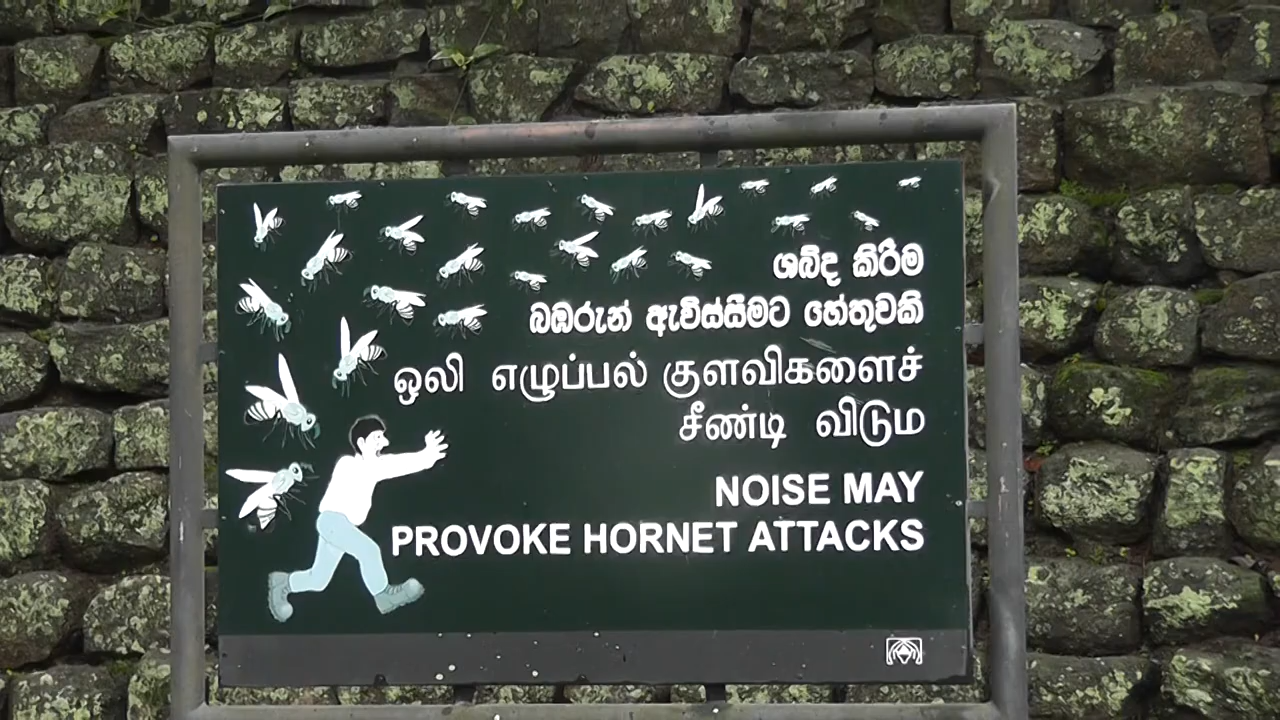 ශබ්ද කිරීම
බඹරුන් ඇවිස්සීමට හේතුවකි
ஒலி எழுப்பல் குளவிகளைச்
சீண்டி விடும
NOISE MAY
PROVOKE HORNET ATTACKS